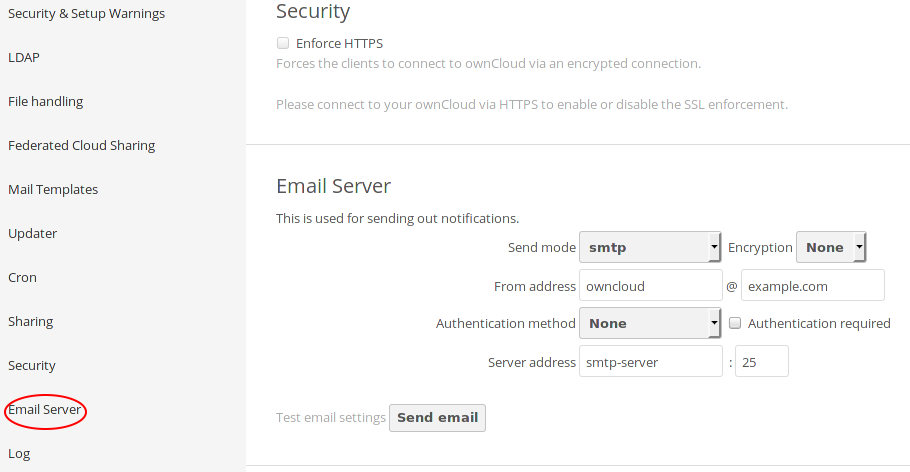 Security & Setup Warnings
LDAP
File handling
Federated Cloud Sharing
Mail Templates
Updater
Cron
Sharing
Security
Email Server
Log
Security
Enforce HTTPS
Forces the clients to connect to ownCloud via an encrypted connection.
Please connect to your ownCloud via HTTPS to enable or disable the SSL enforcement.
Email Server
This is used for sending out notifications.
Send mode smtp Encryption None
From address owncloud @ example.com
Authentication method None Authentication required
Server address smtp-server : 25
Test email settings Send email